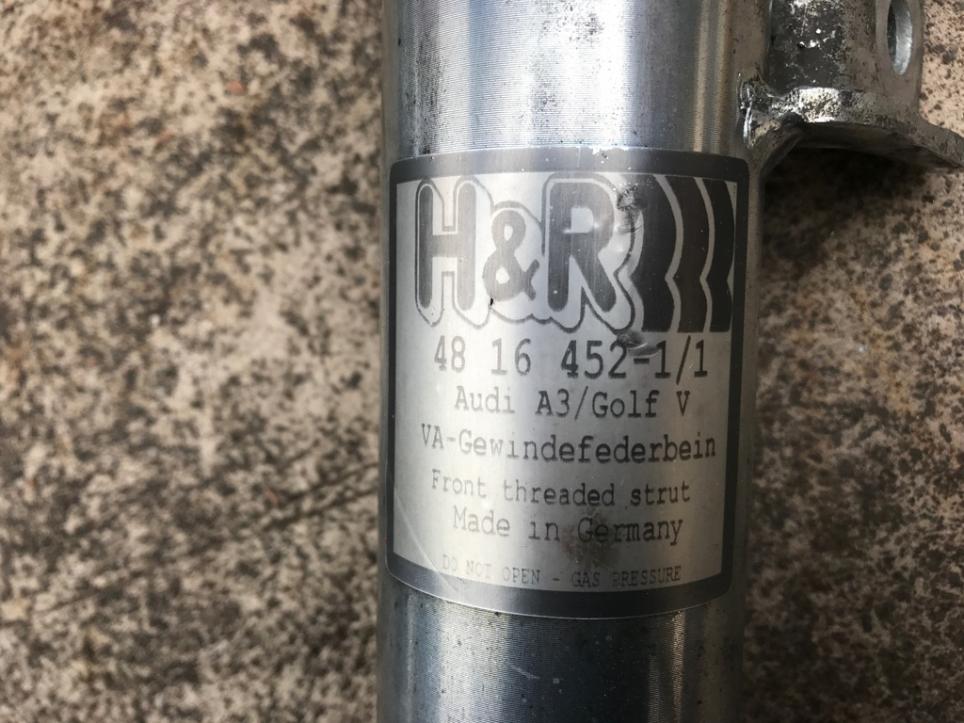 H&R
48 16 452-1/1
Audi A3/Golf V
VA-Gewindefederbein
Front threaded strut
Made in Germany
DO NOT OPEN - GAS PRESSURE